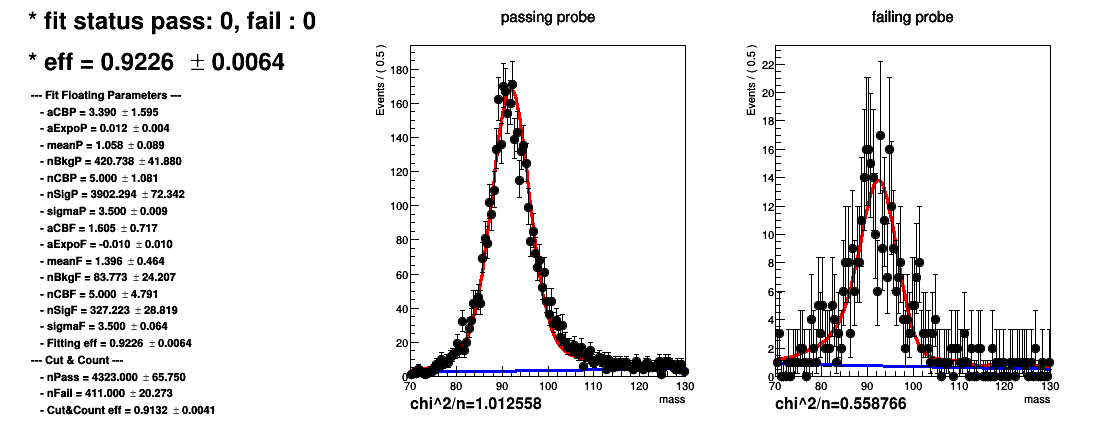 * fit status pass: 0, fail : 0
* eff = 0.9226 ± 0.0064
--- Fit Floating Parameters ---
- aCBP = 3.390 ± 1.595
- aExpoP = 0.012 ± 0.004
- meanP = 1.058 ± 0.089
- nBkgP = 420.738 ± 41.880
- nCBP = 5.000 ± 1.081
- nSigP = 3902.294 ± 72.342
- sigmaP = 3.500 ± 0.009
- aCBF = 1.605 ± 0.717
- aExpoF = -0.010 ± 0.010
- meanF = 1.396 ± 0.464
- nBkgF = 83.773 ± 24.207
- nCBF = 5.000 ± 4.791
- nSigF = 327.223 ± 28.819
- sigmaF = 3.500 ± 0.064
- Fitting eff = 0.9226 ± 0.0064
--- Cut & Count ---
- nPass = 4323.000 ± 65.750
- nFail = 411.000 ± 20.273
- Cut&Count eff = 0.9132 ± 0.0041
passing probe
Events / ( 0.5 )
180
160
140
120
100
80
60
40
20
0
70 80 90 100 110 120 130
mass
chi^2/n=1.012558
failing probe
Events / ( 0.5 )
22
20
18
16
14
12
10
8
6
4
2
0
70 80 90 100 110 120 130
mass
chi^2/n=0.558766